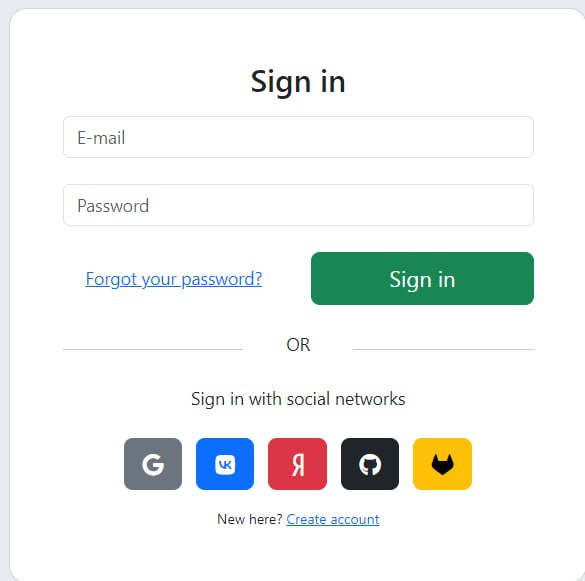 Sign in
E-mail
Password
Forgot your password? Sign in
OR
Sign in with social networks
G VK Я
New here? Create account